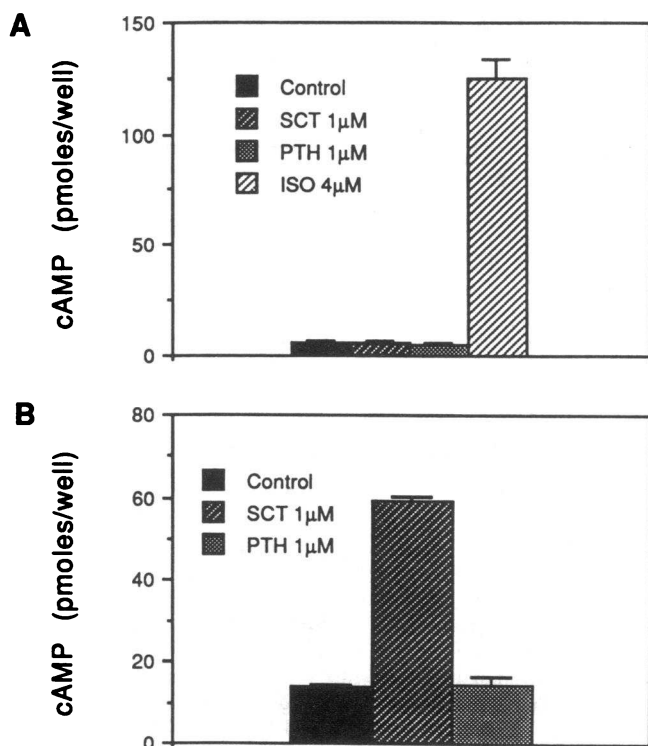 A
150
100
50
0
cAMP (pmoles/well)
Control
SCT 1µM
PTH 1µM
ISO 4µM
B
80
60
40
20
0
cAMP (pmoles/well)
Control
SCT 1µM
PTH 1µM